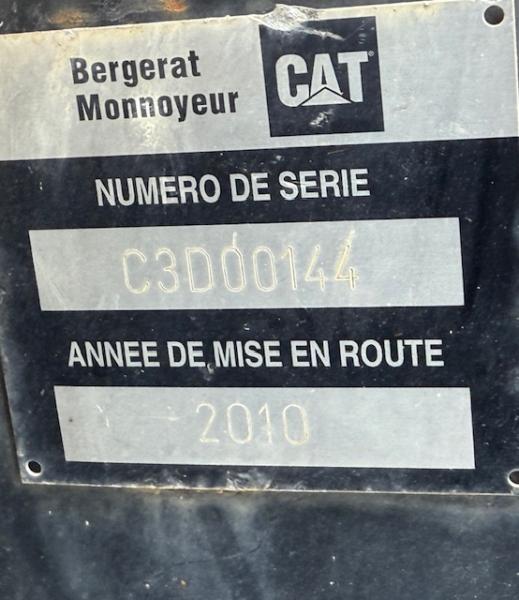 Bergerat
Monnoyeur
CAT
NUMERO DE SERIE
C3D00144
ANNEE DE MISE EN ROUTE
2010